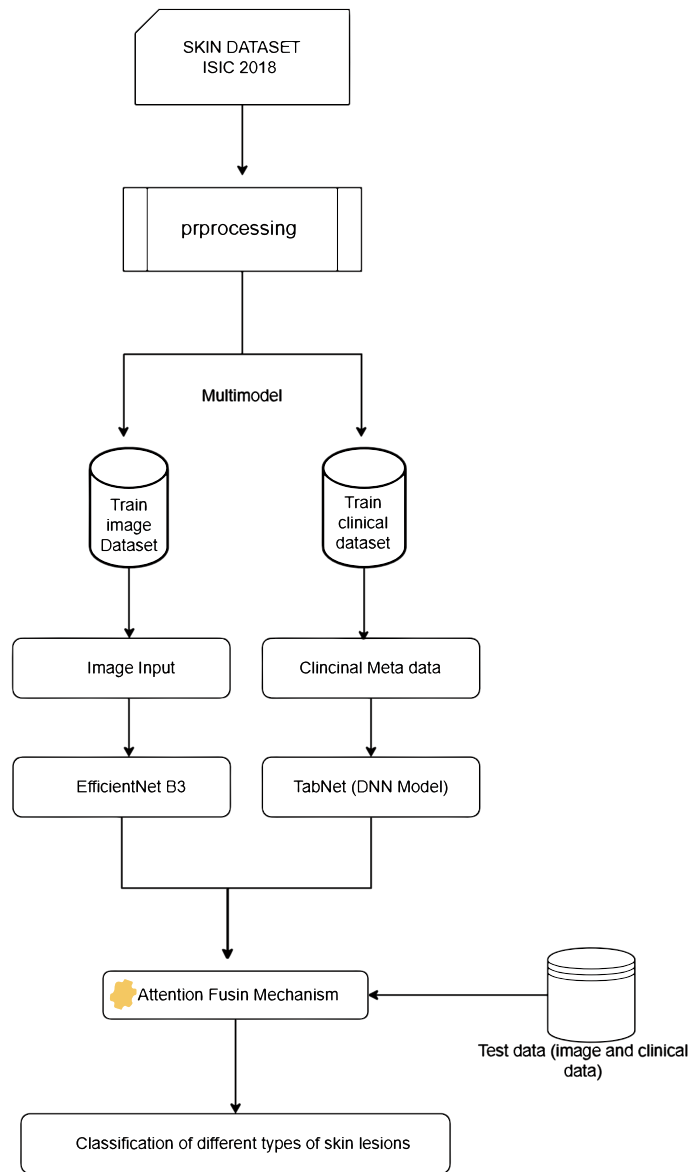 SKIN DATASET
ISIC 2018
prprocessing
Multimodel
Train
image
Dataset
Train
clinical
dataset
Image Input
Clincinal Meta data
EfficientNet B3
TabNet (DNN Model)
Attention Fusin Mechanism
Test data (image and clinical
data)
Classification of different types of skin lesions